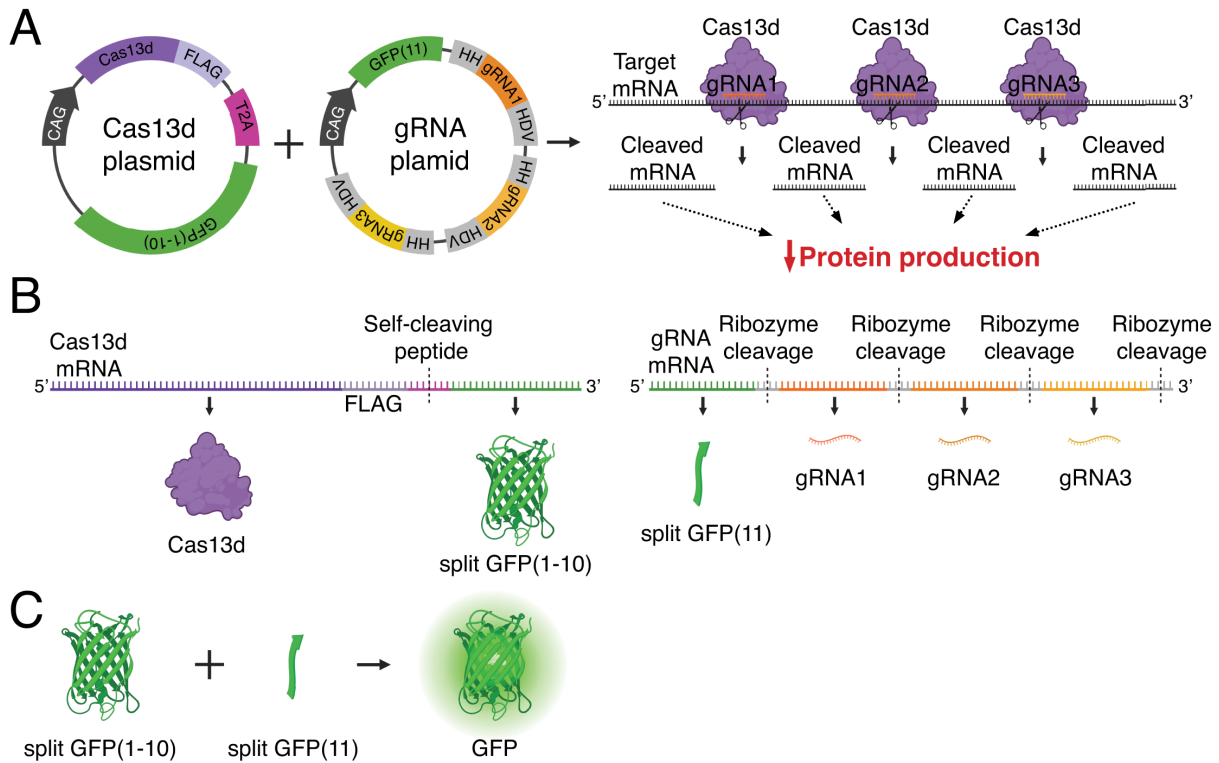 A
Cas13d
FLAG
T2A
GFP(1-10)
CAG
Cas13d
plasmid
+
GFP(11)
HH
gRNA1
HDV
HH
gRNA2
HDV
HH
gRNA3
HDV
CAG
gRNA
plamid
Cas13d
Cas13d
Cas13d
Target
mRNA
gRNA1
gRNA2
gRNA3
5’
3’
Cleaved
mRNA
Cleaved
mRNA
Cleaved
mRNA
Cleaved
mRNA
Protein production
B
Cas13d
mRNA
Self-cleaving
peptide
5’
3’
FLAG
Cas13d
split GFP(1-10)
gRNA
mRNA
Ribozyme
cleavage
Ribozyme
cleavage
Ribozyme
cleavage
Ribozyme
cleavage
5’
3’
split GFP(11)
gRNA1
gRNA2
gRNA3
C
+
split GFP(1-10)
split GFP(11)
GFP